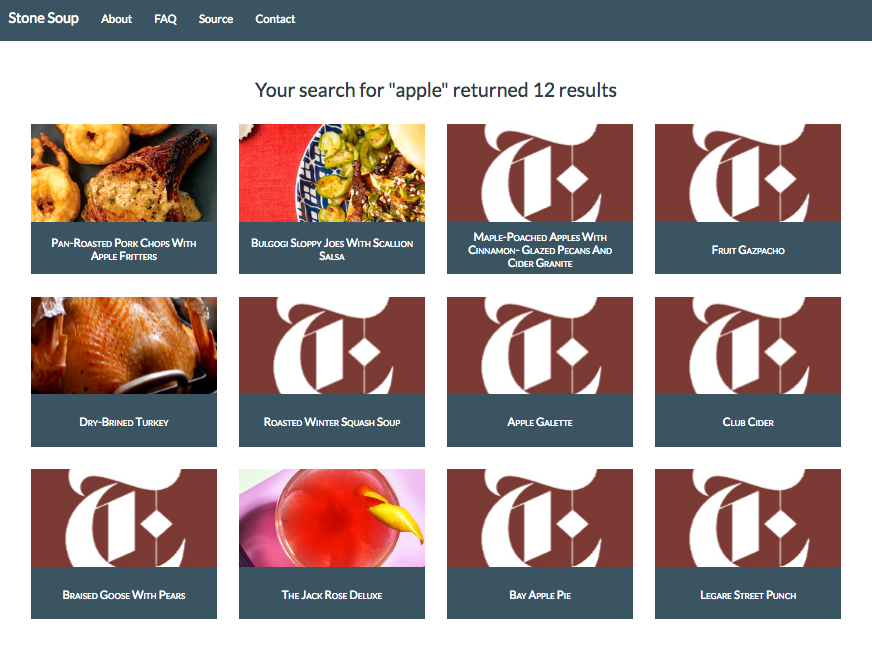 Stone Soup About FAQ Source Contact
Your search for "apple" returned 12 results
Pan-Roasted Pork Chops With
Apple Fritters
Bulgogi Sloppy Joes With Scallion
Salsa
Maple-Poached Apples With
Cinnamon- Glazed Pecans And
Cider Granite
Fruit Gazpacho
Dry-Brined Turkey
Roasted Winter Squash Soup
Apple Galette
Club Cider
Braised Goose With Pears
The Jack Rose Deluxe
Bay Apple Pie
Legare Street Punch